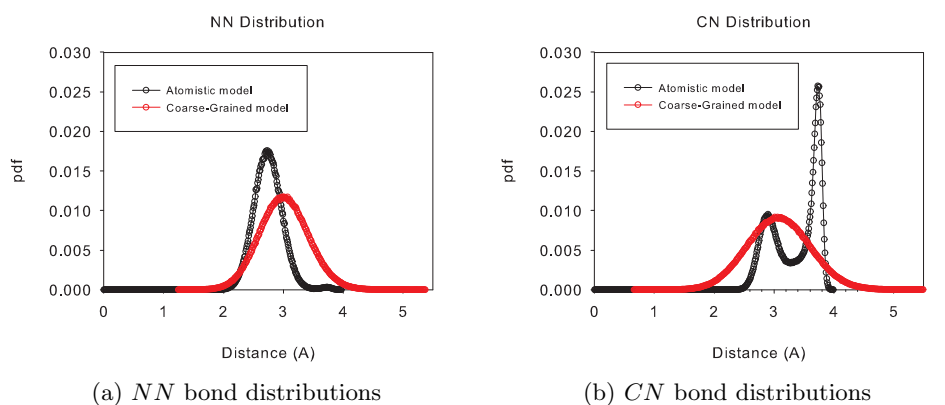 NN Distribution
0.030
0.025
0.020
0.015
0.010
0.005
0.000
pdf
Atomistic model
Coarse-Grained model
0 1 2 3 4 5
Distance (A)
(a) NN bond distributions
CN Distribution
0.030
0.025
0.020
0.015
0.010
0.005
0.000
pdf
Atomistic model
Coarse-Grained model
0 1 2 3 4 5
Distance (A)
(b) CN bond distributions